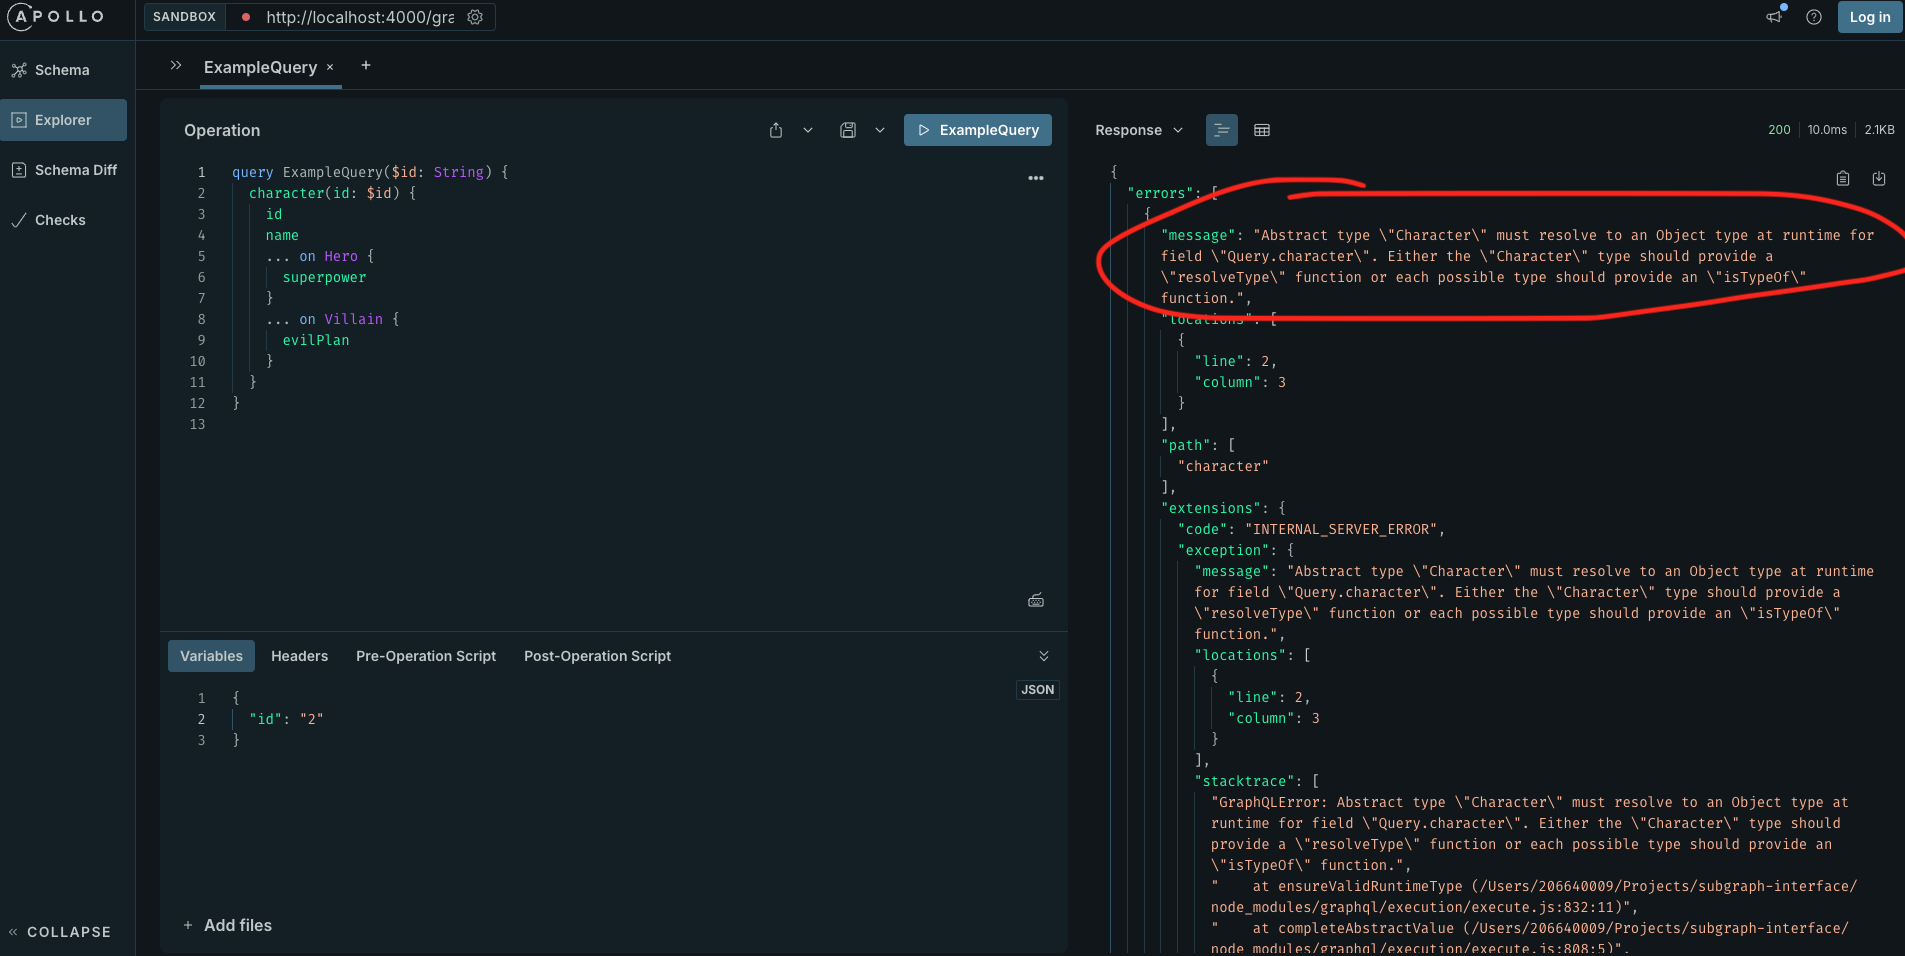 APOLLO
SANDBOX
http://localhost:4000/gra
Log in
Schema
Explorer
Schema Diff
Checks
COLLAPSE
ExampleQuery
Operation
ExampleQuery
1 query ExampleQuery($id: String) {
2 character(id: $id) {
3 id
4 name
5 ... on Hero {
6 superpower
7 }
8 ... on Villain {
9 evilPlan
10 }
11 }
12 }
13
Variables Headers Pre-Operation Script Post-Operation Script
JSON
1 {
2 "id": "2"
3 }
+ Add files
Response
200 10.0ms 2.1KB
{
"errors": [
{
"message": "Abstract type \"Character\" must resolve to an Object type at runtime for
field \"Query.character\". Either the \"Character\" type should provide a
\"resolveType\" function or each possible type should provide an \"isTypeOf\"
function.",
"locations": [
{
"line": 2,
"column": 3
}
],
"path": [
"character"
],
"extensions": {
"code": "INTERNAL_SERVER_ERROR",
"exception": {
"message": "Abstract type \"Character\" must resolve to an Object type at runtime
for field \"Query.character\". Either the \"Character\" type should provide a
\"resolveType\" function or each possible type should provide an \"isTypeOf\"
function.",
"locations": [
{
"line": 2,
"column": 3
}
],
"stacktrace": [
"GraphQLError: Abstract type \"Character\" must resolve to an Object type at
runtime for field \"Query.character\". Either the \"Character\" type should
provide a \"resolveType\" function or each possible type should provide an
\"isTypeOf\" function.",
" at ensureValidRuntimeType (/Users/206640009/Projects/subgraph-interface/
node_modules/graphql/execution/execute.js:832:11)",
" at completeAbstractValue (/Users/206640009/Projects/subgraph-interface/
node_modules/graphql/execution/execute.js:808:5)",